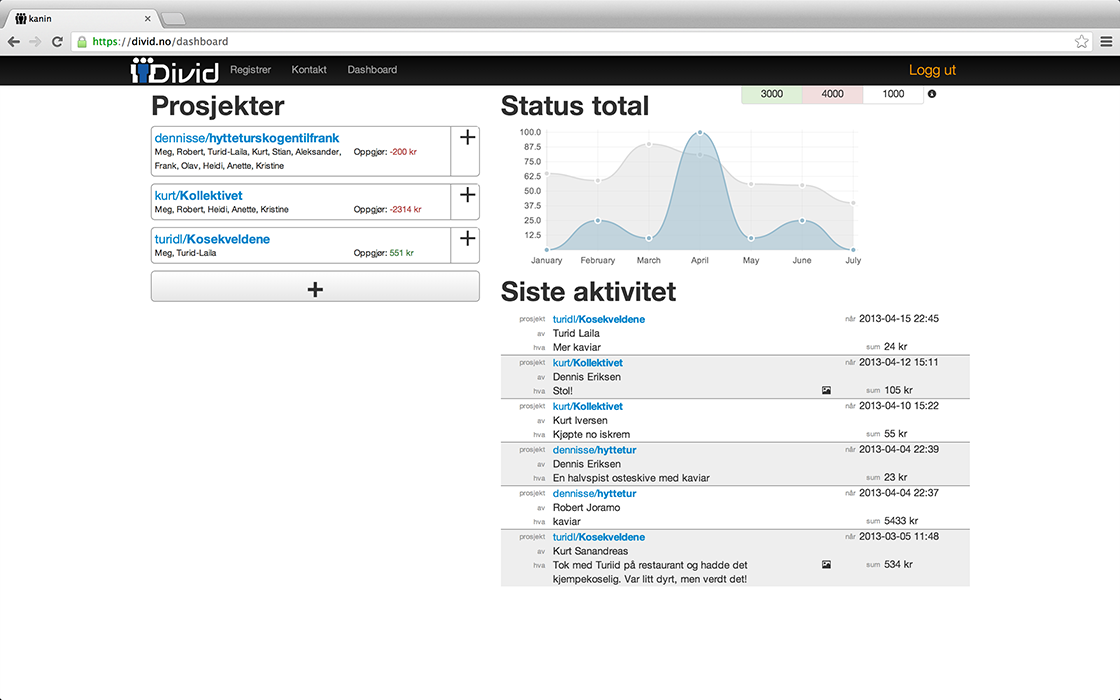 kanin
https://divid.no/dashboard
Divid Registrer Kontakt Dashboard Logg ut
Prosjekter
dennisse/hytteturskogentilfrank
Meg, Robert, Turid-Laila, Kurt, Stian, Aleksander,
Frank, Olav, Heidi, Anette, Kristine
Oppgjør: -200 kr
kurt/Kollektivet
Meg, Robert, Heidi, Anette, Kristine
Oppgjør: -2314 kr
turidl/Kosekveldene
Meg, Turid-Laila
Oppgjør: 551 kr
Status total
3000 4000 1000
100.0
87.5
75.0
62.5
50.0
37.5
25.0
12.5
January February March April May June July
Siste aktivitet
prosjekt turidl/Kosekveldene når 2013-04-15 22:45
av Turid Laila
hva Mer kaviar sum 24 kr
prosjekt kurt/Kollektivet når 2013-04-12 15:11
av Dennis Eriksen
hva Stol! sum 105 kr
prosjekt kurt/Kollektivet når 2013-04-10 15:22
av Kurt Iversen
hva Kjøpte no iskrem sum 55 kr
prosjekt dennisse/hyttetur når 2013-04-04 22:39
av Dennis Eriksen
hva En halvspist osteskive med kaviar sum 23 kr
prosjekt dennisse/hyttetur når 2013-04-04 22:37
av Robert Joramo
hva kaviar sum 5433 kr
prosjekt turidl/Kosekveldene når 2013-03-05 11:48
av Kurt Sanandreas
hva Tok med Turiid på restaurant og hadde det sum 534 kr
kjempekoselig. Var litt dyrt, men verdt det!